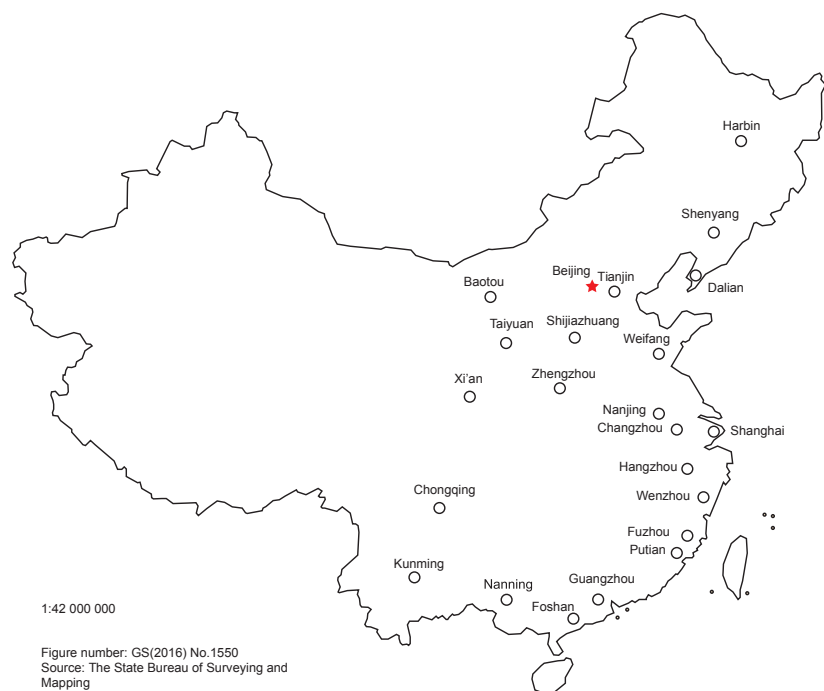 Harbin
Shenyang
Beijing
Tianjin
Baotou
Dalian
Taiyuan
Shijiazhuang
Weifang
Xi'an
Zhengzhou
Nanjing
Changzhou
Shanghai
Hangzhou
Chongqing
Wenzhou
Fuzhou
Putian
Kunming
Nanning
Guangzhou
Foshan
1:42 000 000
Figure number: GS(2016) No.1550
Source: The State Bureau of Surveying and
Mapping